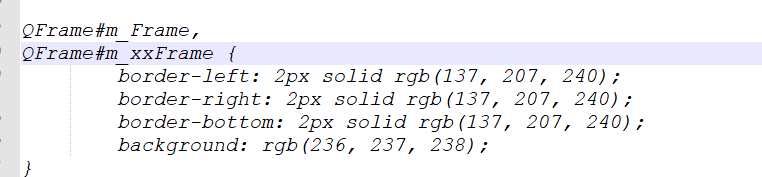 QFrame#m_Frame,
QFrame#m_xxFrame {
border-left: 2px solid rgb(137, 207, 240);
border-right: 2px solid rgb(137, 207, 240);
border-bottom: 2px solid rgb(137, 207, 240);
background: rgb(236, 237, 238);
}